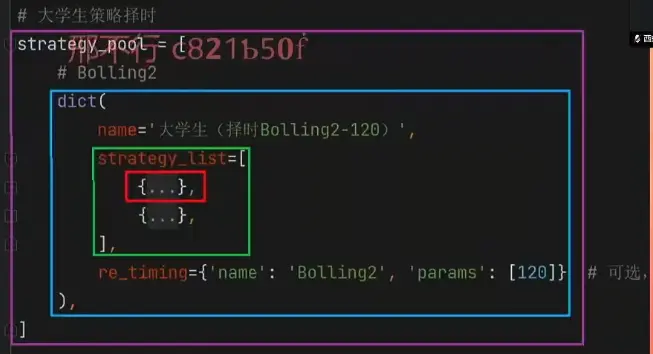 # 大学生策略择时
strategy_pool = [
邢不行 c821b50f
# Bolling2
dict(
name='大学生（择时Bolling2-120）',
strategy_list=[
{...},
{...},
],
re_timing={'name': 'Bolling2', 'params': [120]} # 可选，
),
]